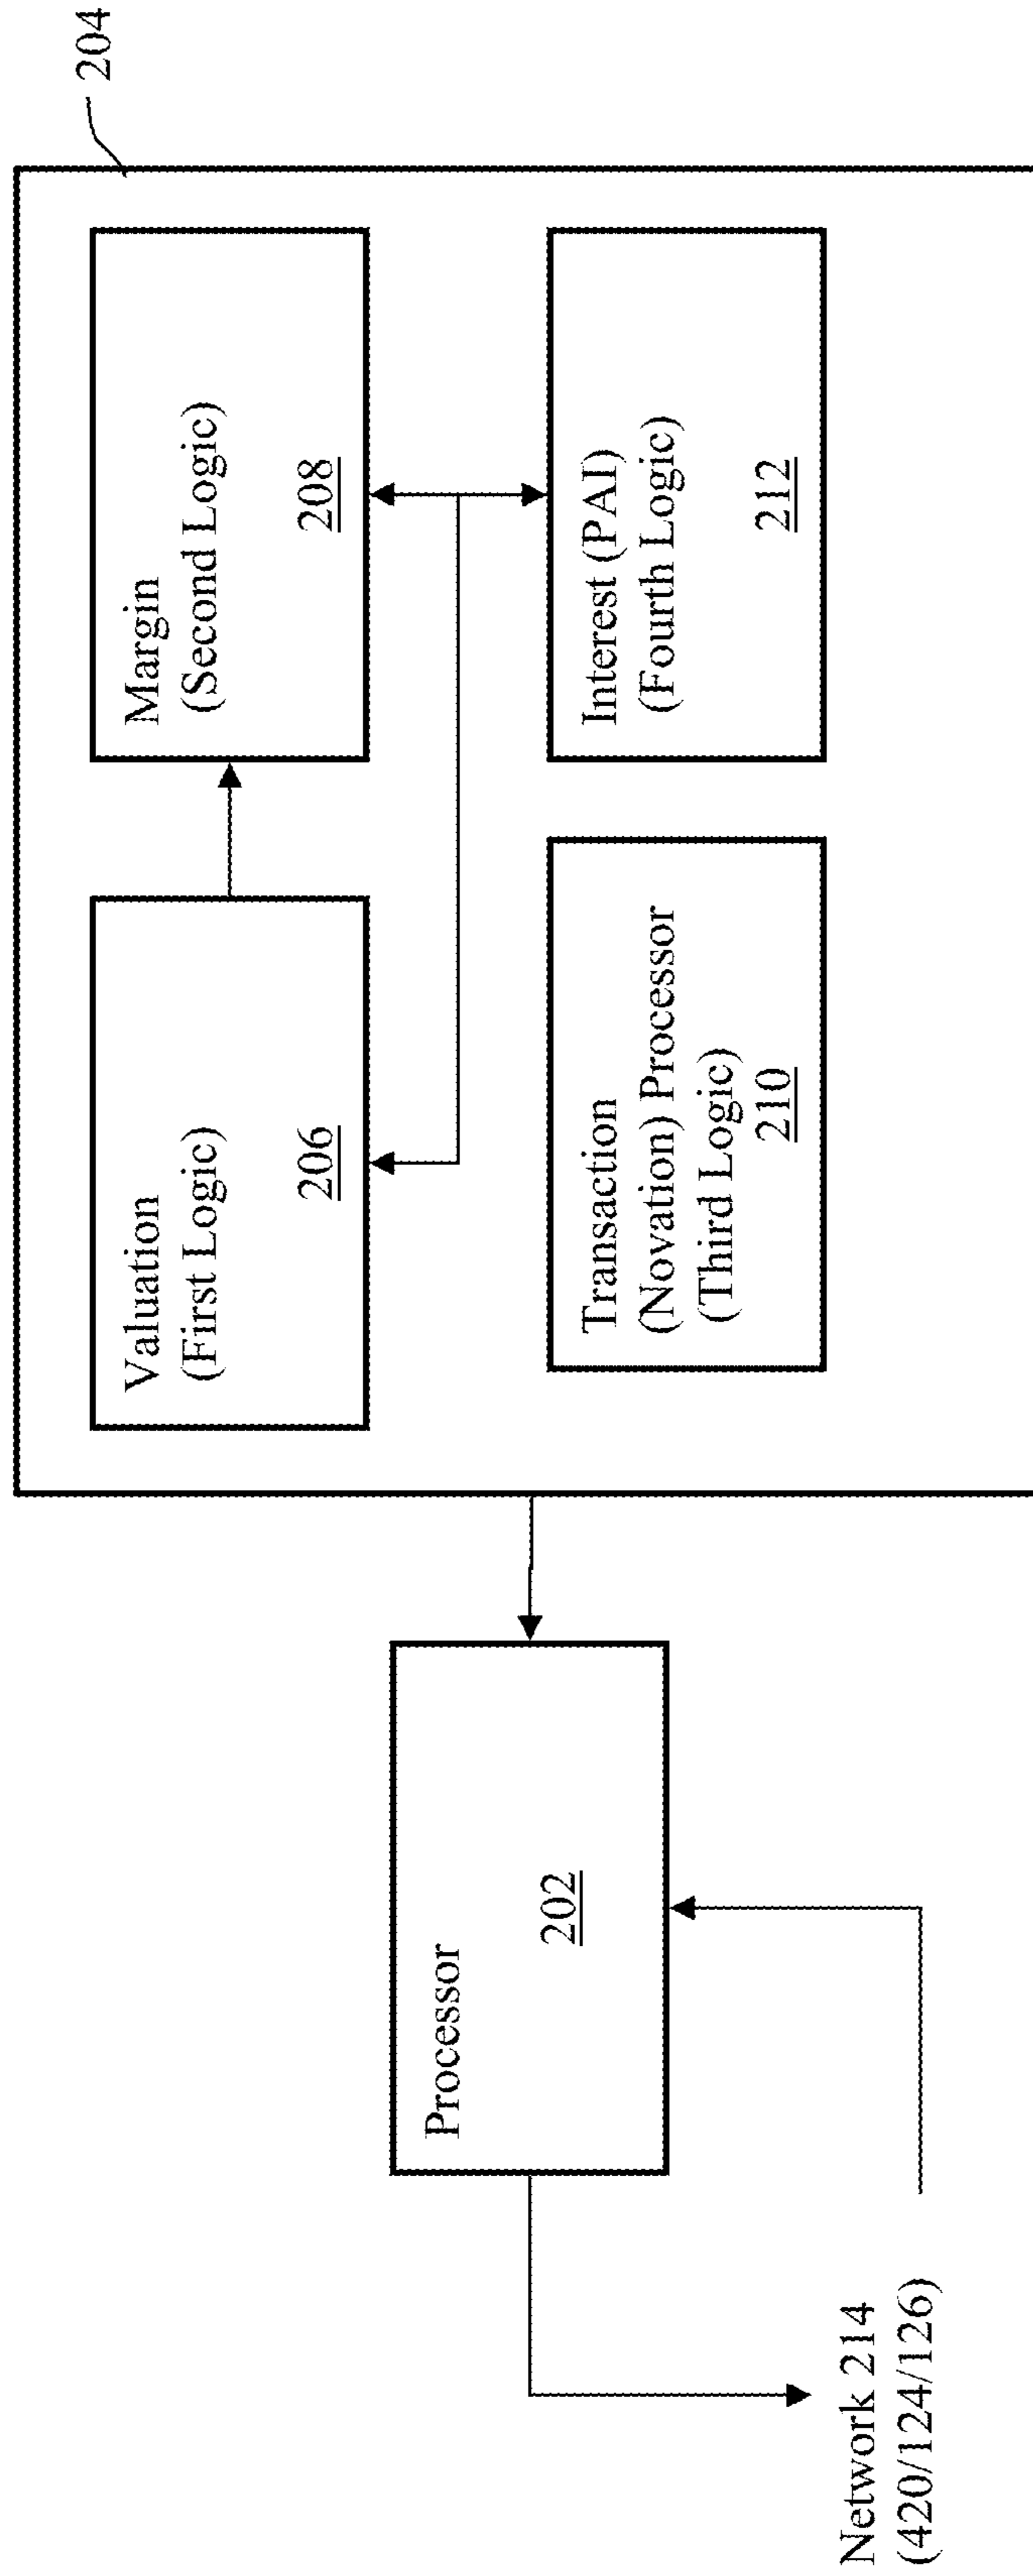 204
Valuation
(First Logic)
206
Margin
(Second Logic)
208
Transaction
(Novation) Processor
(Third Logic)
210
Interest (PAI)
(Fourth Logic)
212
Processor
202
Network 214
(420/124/126)